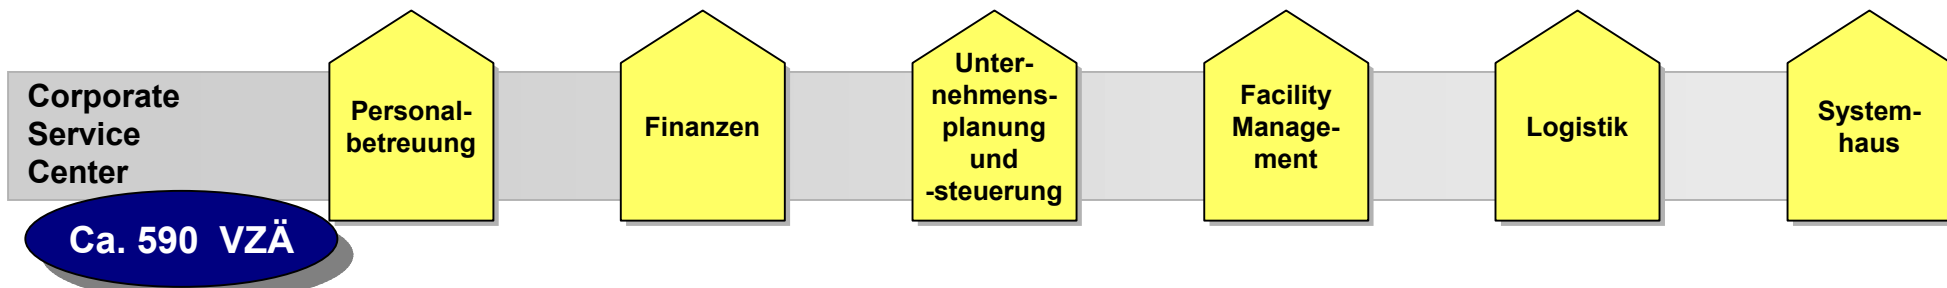 Corporate
Service
Center
Ca. 590 VZÄ
Personal-
betreuung
Finanzen
Unter-
nehmens-
planung
und
-steuerung
Facility
Manage-
ment
Logistik
System-
haus